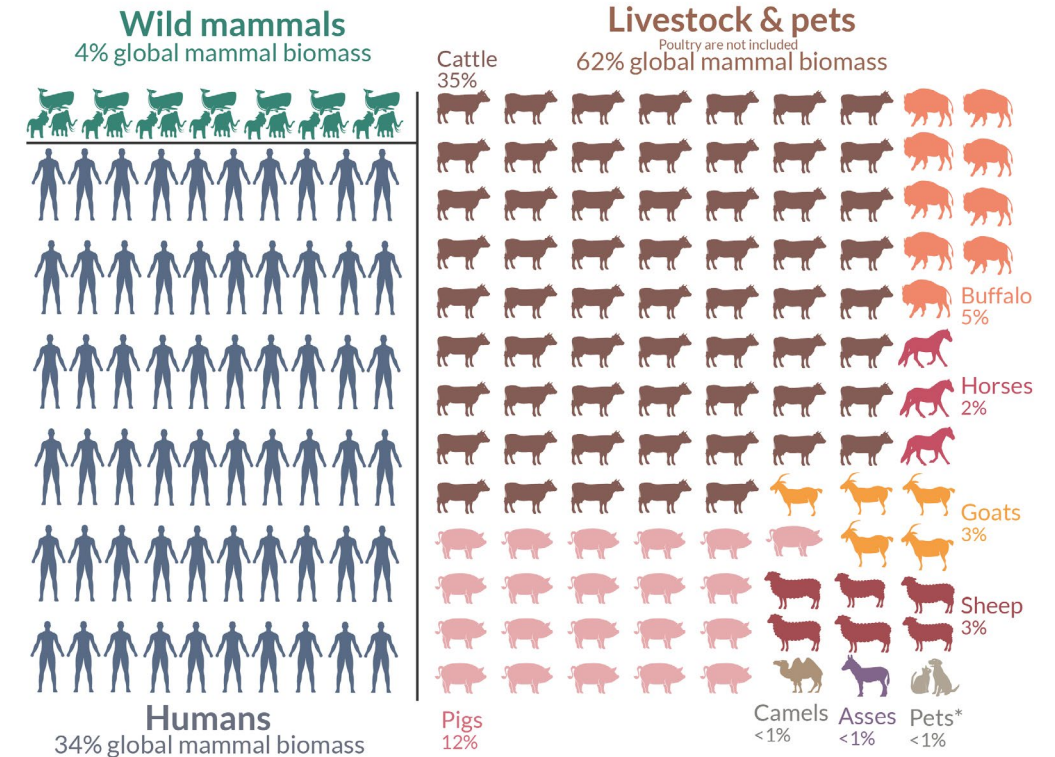 Wild mammals
4% global mammal biomass
Livestock & pets
Poultry are not included
62% global mammal biomass
Cattle
35%
Buffalo
5%
Horses
2%
Goats
3%
Sheep
3%
Humans
34% global mammal biomass
Pigs
12%
Camels
<1%
Asses
<1%
Pets*
<1%